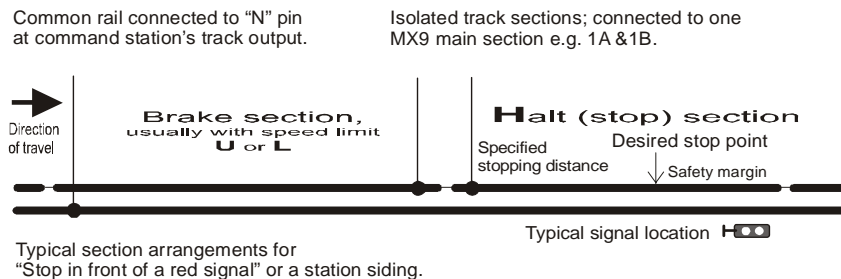 Common rail connected to “N” pin
at command station’s track output.
Isolated track sections; connected to one
MX9 main section e.g. 1A &1B.
Direction
of travel
Brake section,
usually with speed limit
U or L
Halt (stop) section
Specified
stopping distance
Desired stop point
Safety margin
Typical signal location
Typical section arrangements for
“Stop in front of a red signal” or a station siding.